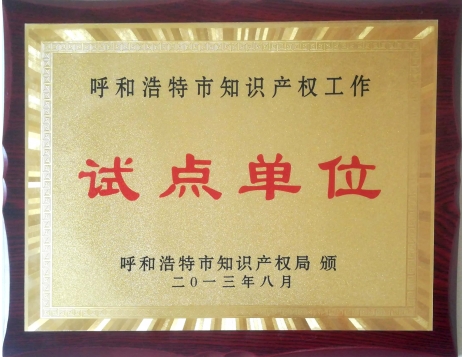 呼和浩特市知识产权工作
试点单位
呼和浩特市知识产权局 颁
二〇一三年八月